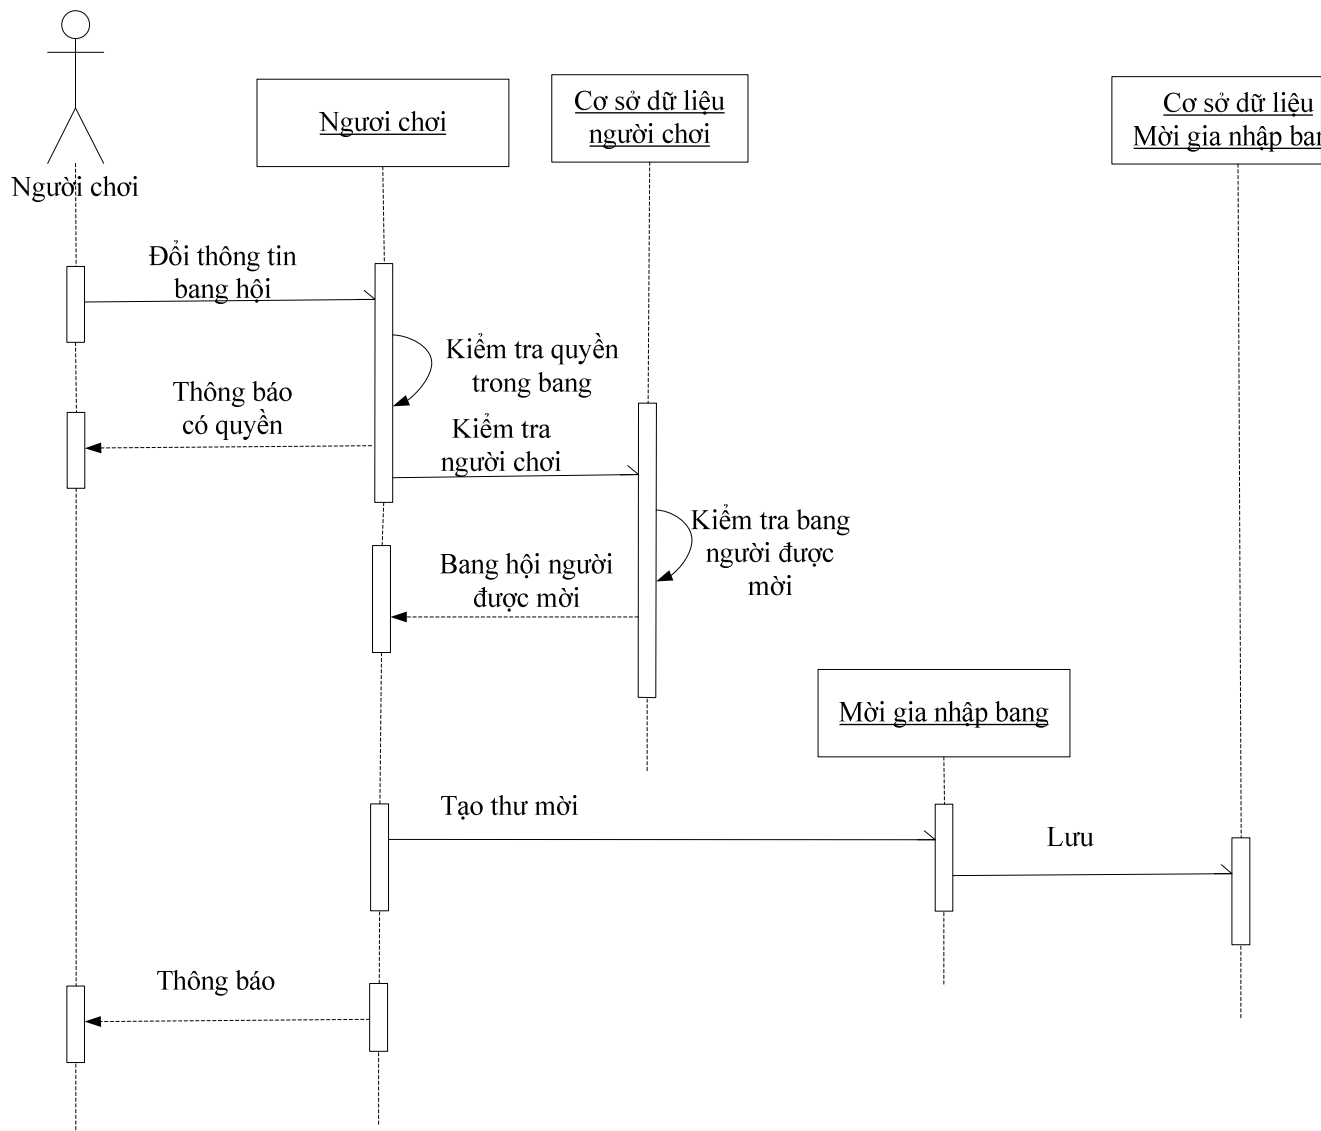 Người chơi
Ngươi chơi
Cơ sở dữ liệu
người chơi
Cơ sở dữ liệu
Mời gia nhập
Đổi thông tin
bang hội
Kiểm tra quyền
trong bang
Thông báo
có quyền
Kiểm tra
người chơi
Kiểm tra bang
người được
mời
Bang hội người
được mời
Mời gia nhập bang
Tạo thư mời
Lưu
Thông báo